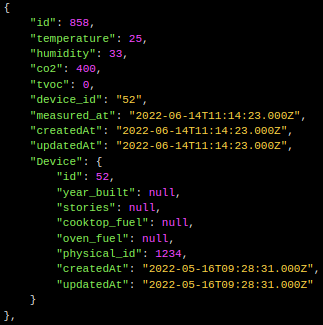 {
    "id": 858,
    "temperature": 25,
    "humidity": 33,
    "co2": 400,
    "tvoc": 0,
    "device_id": "52",
    "measured_at": "2022-06-14T11:14:23.000Z",
    "createdAt": "2022-06-14T11:14:23.000Z",
    "updatedAt": "2022-06-14T11:14:23.000Z",
    "Device": {
        "id": 52,
        "year_built": null,
        "stories": null,
        "cooktop_fuel": null,
        "oven_fuel": null,
        "physical_id": 1234,
        "createdAt": "2022-05-16T09:28:31.000Z",
        "updatedAt": "2022-05-16T09:28:31.000Z"
    }
},